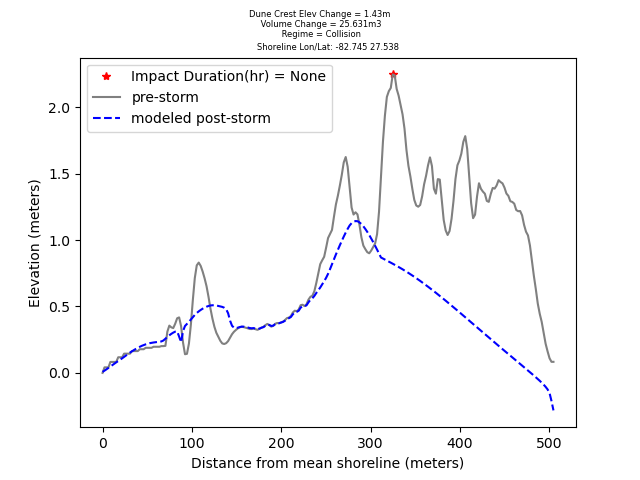 Dune Crest Elev Change = 1.43m
Volume Change = 25.631m3
Regime = Collision
Shoreline Lon/Lat: -82.745 27.538
Impact Duration(hr) = None
pre-storm
modeled post-storm
Elevation (meters)
2.0
1.5
1.0
0.5
0.0
0 100 200 300 400 500
Distance from mean shoreline (meters)